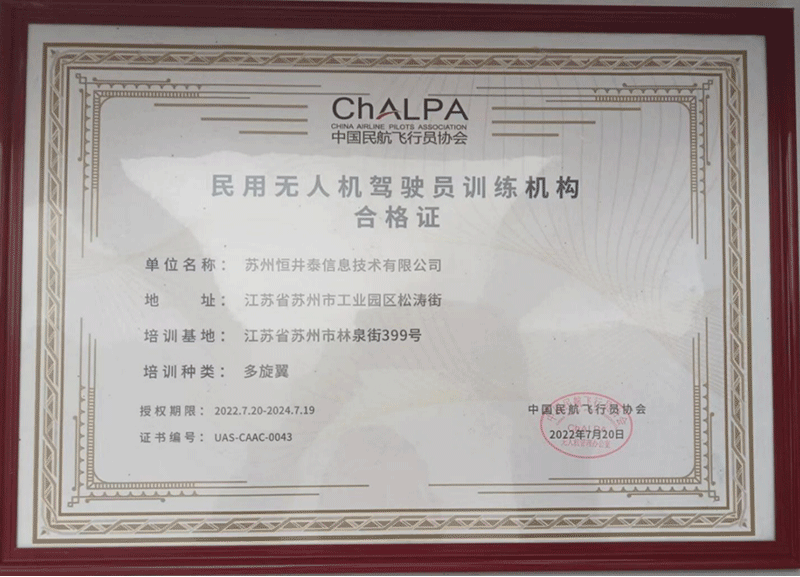 ChALPA
CHINA AIRLINE PILOTS ASSOCIATION
中国民航飞行员协会
民用无人机驾驶员训练机构
合格证
单位名称： 苏州恒井泰信息技术有限公司
地 址： 江苏省苏州市工业园区松涛街
培训基地： 江苏省苏州市林泉街399号
培训种类： 多旋翼
授权期限： 2022.7.20-2024.7.19
证书编号： UAS-CAAC-0043
中国民航飞行员协会
ChALPA
2022年7月20日